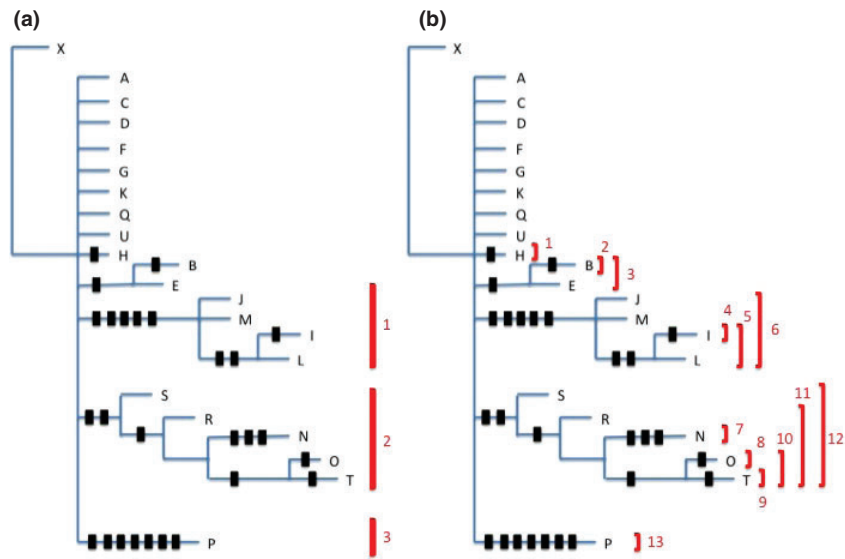 (a)
X
A
C
D
F
G
K
Q
U
H
B
E
J
M
I
L
S
R
N
O
T
P
1
2
3
(b)
X
A
C
D
F
G
K
Q
U
H
B
E
J
M
I
L
S
R
N
O
T
P
1
2
3
4
5
6
7
8
9
10
11
12
13